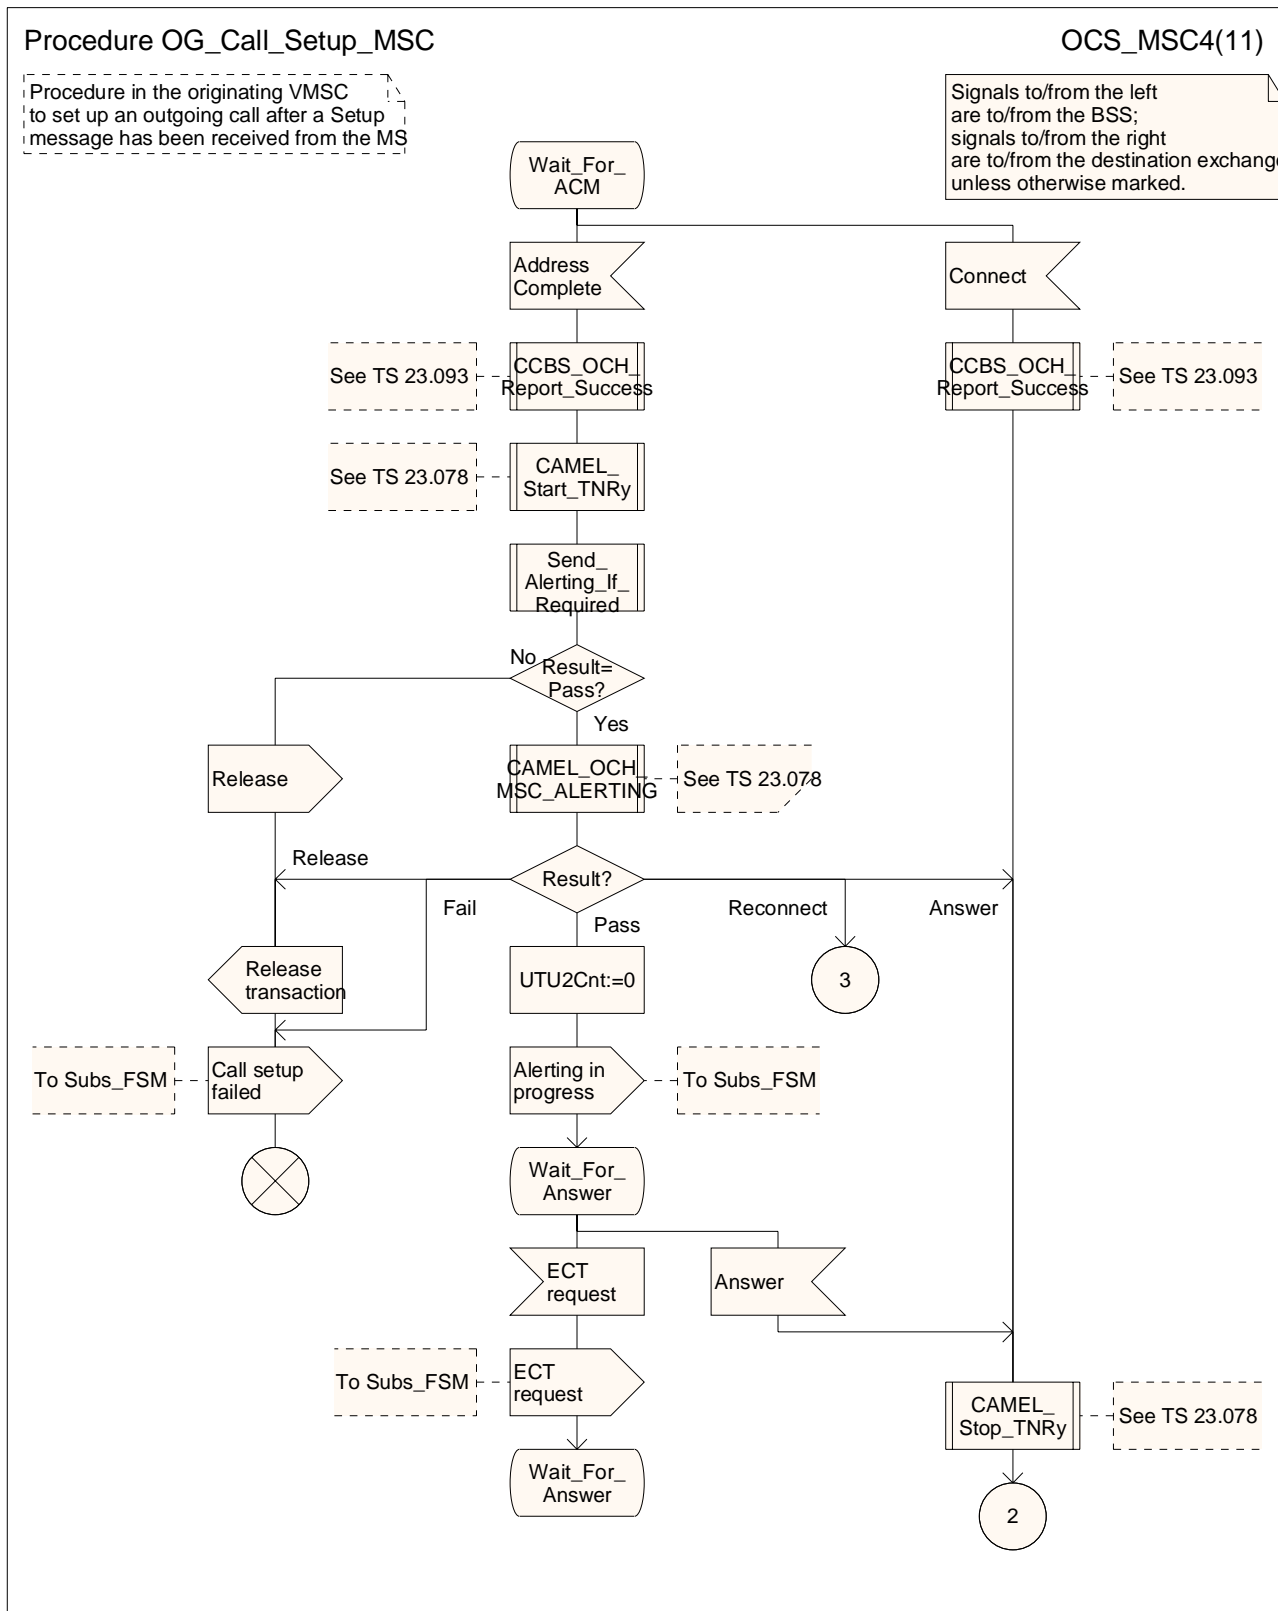 Procedure OG_Call_Setup_MSC
OCS_MSC4(11)
Procedure in the originating VMSC
to set up an outgoing call after a Setup
message has been received from the MS
Signals to/from the left
are to/from the BSS;
signals to/from the right
are to/from the destination exchange
unless otherwise marked.
Wait_For_
ACM
Address
Complete
Connect
See TS 23.093
CCBS_OCH_
Report_Success
CCBS_OCH_
Report_Success
See TS 23.093
See TS 23.078
CAMEL_
Start_TNRy
Send_
Alerting_If_
Required
No
Result=
Pass?
Yes
Release
CAMEL_OCH_
MSC_ALERTING
See TS 23.078
Release
Result?
Fail
Reconnect
Answer
Pass
Release
transaction
UTU2Cnt:=0
3
To Subs_FSM
Call setup
failed
Alerting in
progress
To Subs_FSM
Wait_For_
Answer
ECT
request
Answer
To Subs_FSM
ECT
request
CAMEL_
Stop_TNRy
See TS 23.078
Wait_For_
Answer
2